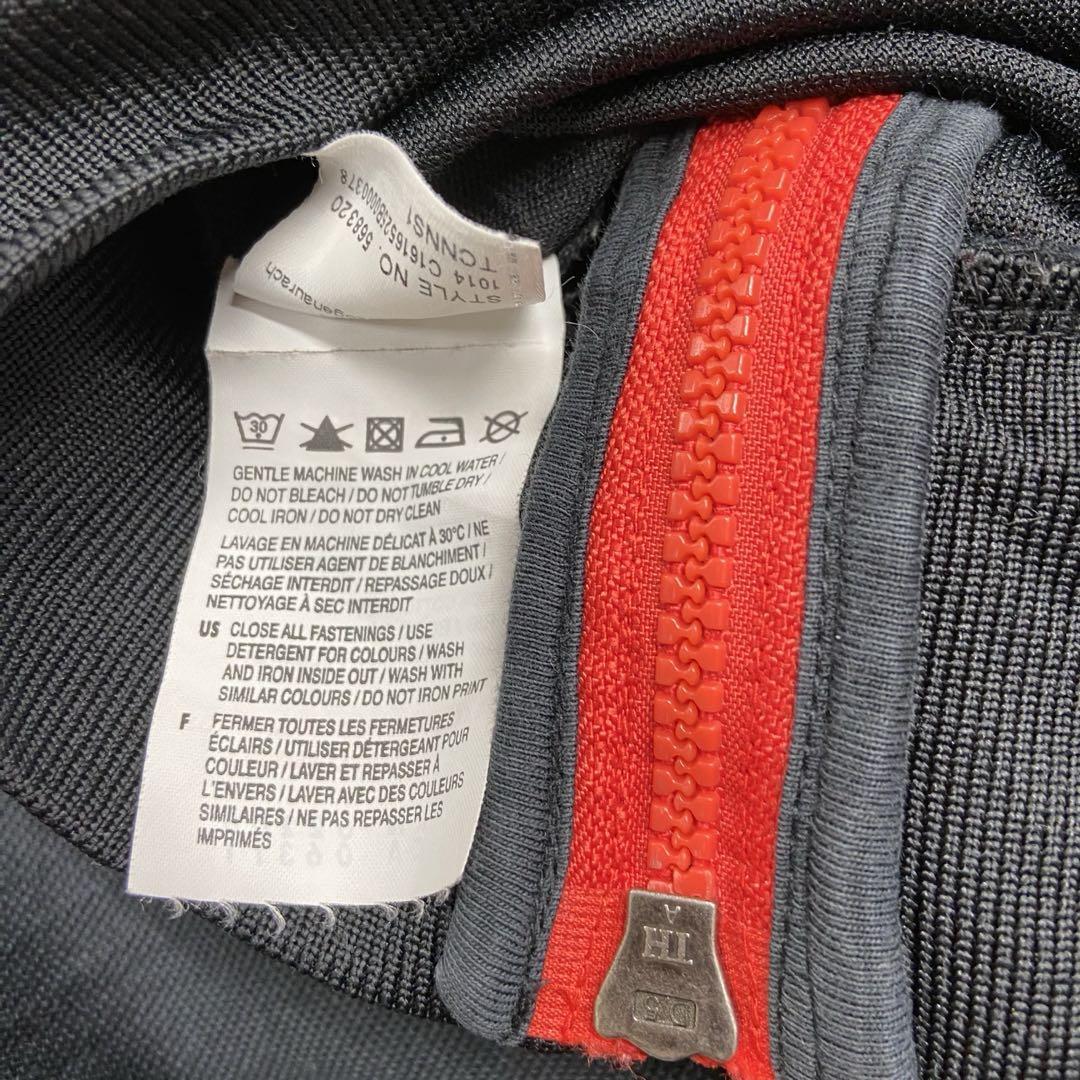 STYLE NO. 568320
1014 C1616523SB0000378
TCNNS1
30
GENTLE MACHINE WASH IN COOL WATER /
DO NOT BLEACH / DO NOT TUMBLE DRY /
COOL IRON / DO NOT DRY CLEAN
LAVAGE EN MACHINE DÉLICAT À 30°C / NE
PAS UTILISER AGENT DE BLANCHIMENT /
SÉCHAGE INTERDIT / REPASSAGE DOUX /
NETTOYAGE À SEC INTERDIT
US CLOSE ALL FASTENINGS / USE
DETERGENT FOR COLOURS / WASH
AND IRON INSIDE OUT / WASH WITH
SIMILAR COLOURS / DO NOT IRON PRINT
F FERMER TOUTES LES FERMETURES
ÉCLAIRS / UTILISER DÉTERGEANT POUR
COULEUR / LAVER ET REPASSER À
L'ENVERS / LAVER AVEC DES COULEURS
SIMILAIRES / NE PAS REPASSER LES
IMPRIMÉS
A
TH